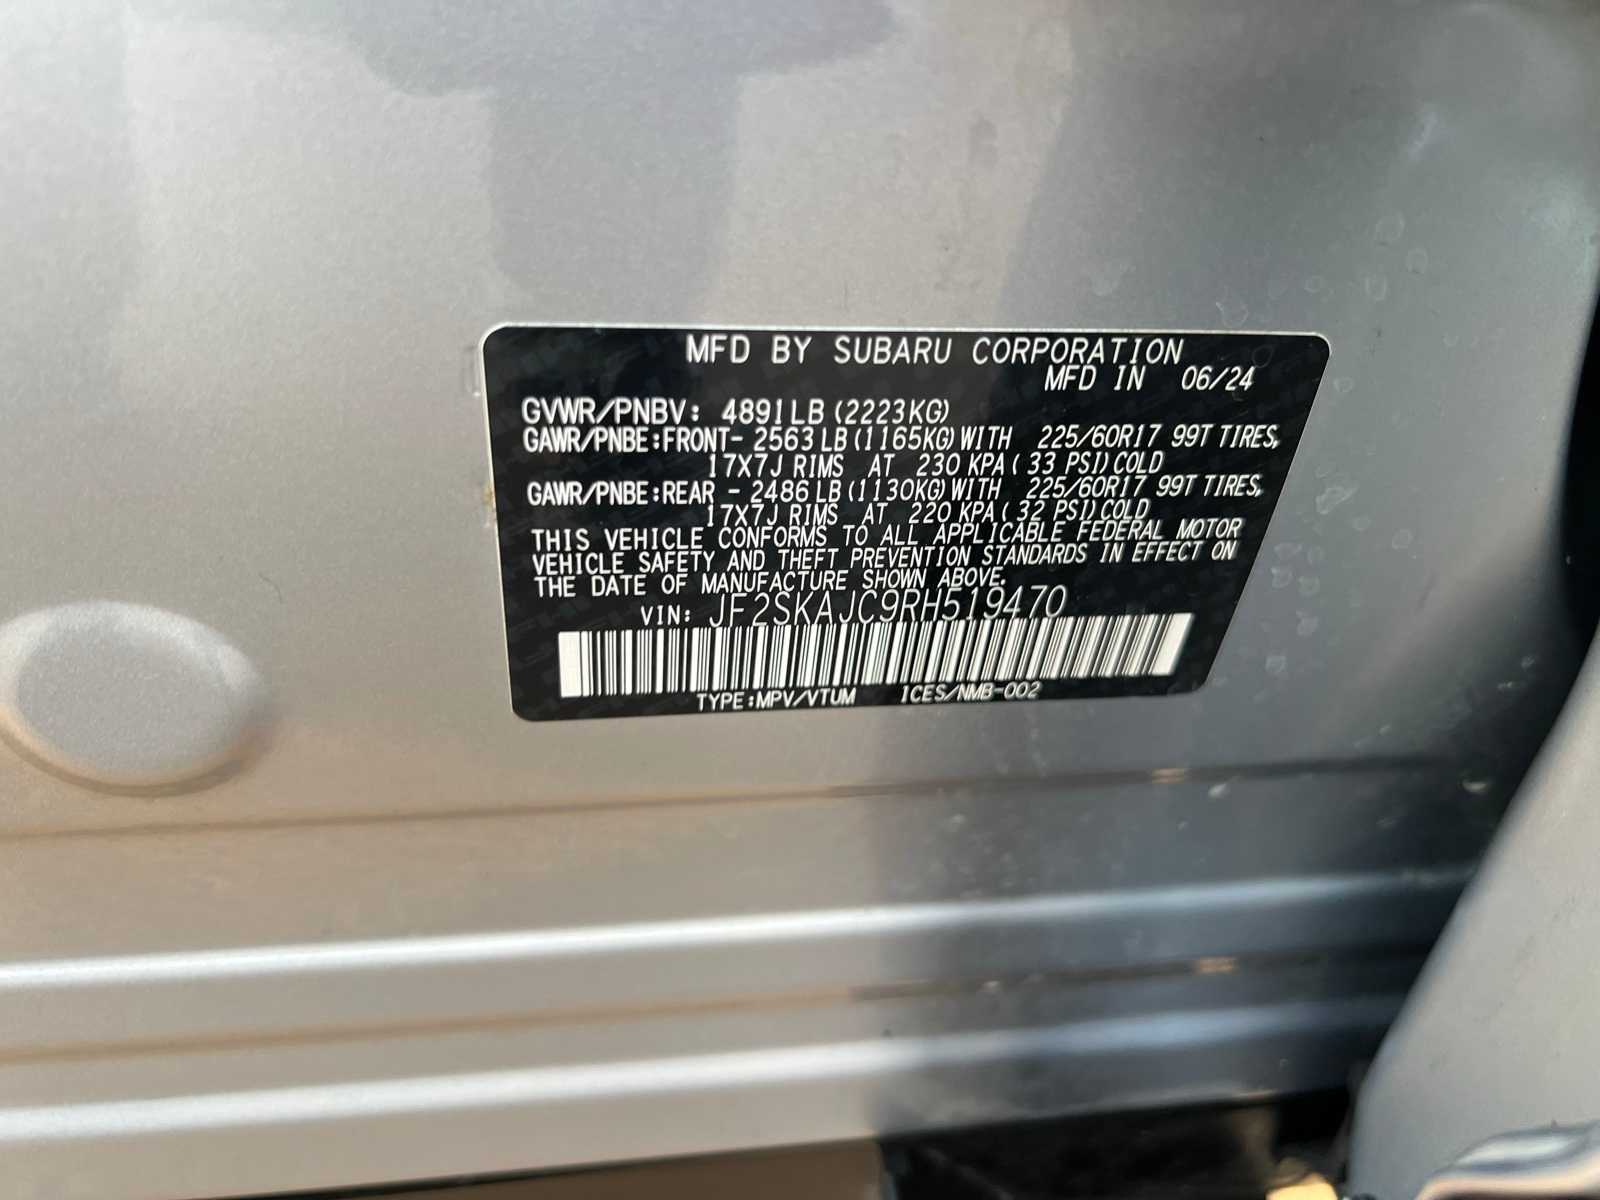 MFD BY SUBARU CORPORATION
MFD IN 06/24
GVWR/PNBV: 4891LB (2223KG)
GAWR/PNBE:FRONT- 2563LB(1165KG)WITH 225/60R17 99T TIRES,
17X7J RIMS AT 230 KPA( 33 PSI)COLD
GAWR/PNBE:REAR - 2486LB(1130KG)WITH 225/60R17 99T TIRES,
17X7J RIMS AT 220 KPA( 32 PSI)COLD
THIS VEHICLE CONFORMS TO ALL APPLICABLE FEDERAL MOTOR
VEHICLE SAFETY AND THEFT PREVENTION STANDARDS IN EFFECT ON
THE DATE OF MANUFACTURE SHOWN ABOVE.
VIN: JF2SKAJC9RH519470
TYPE:MPV/VTUM ICES/NMB-002